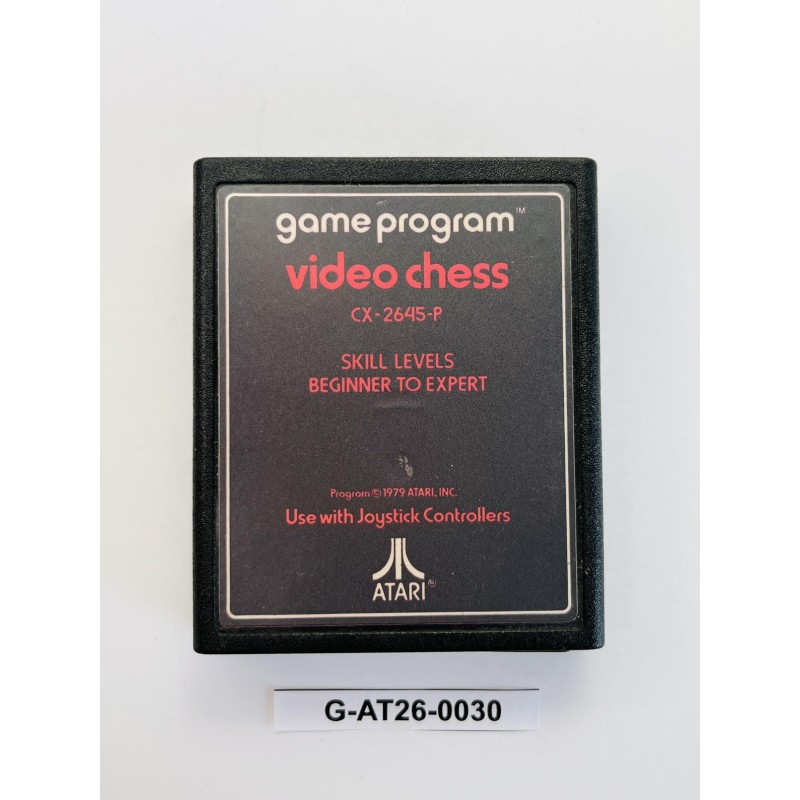 game program™
video chess
CX-2645-P
SKILL LEVELS
BEGINNER TO EXPERT
Program © 1979 ATARI, INC.
Use with Joystick Controllers
ATARI®
G-AT26-0030